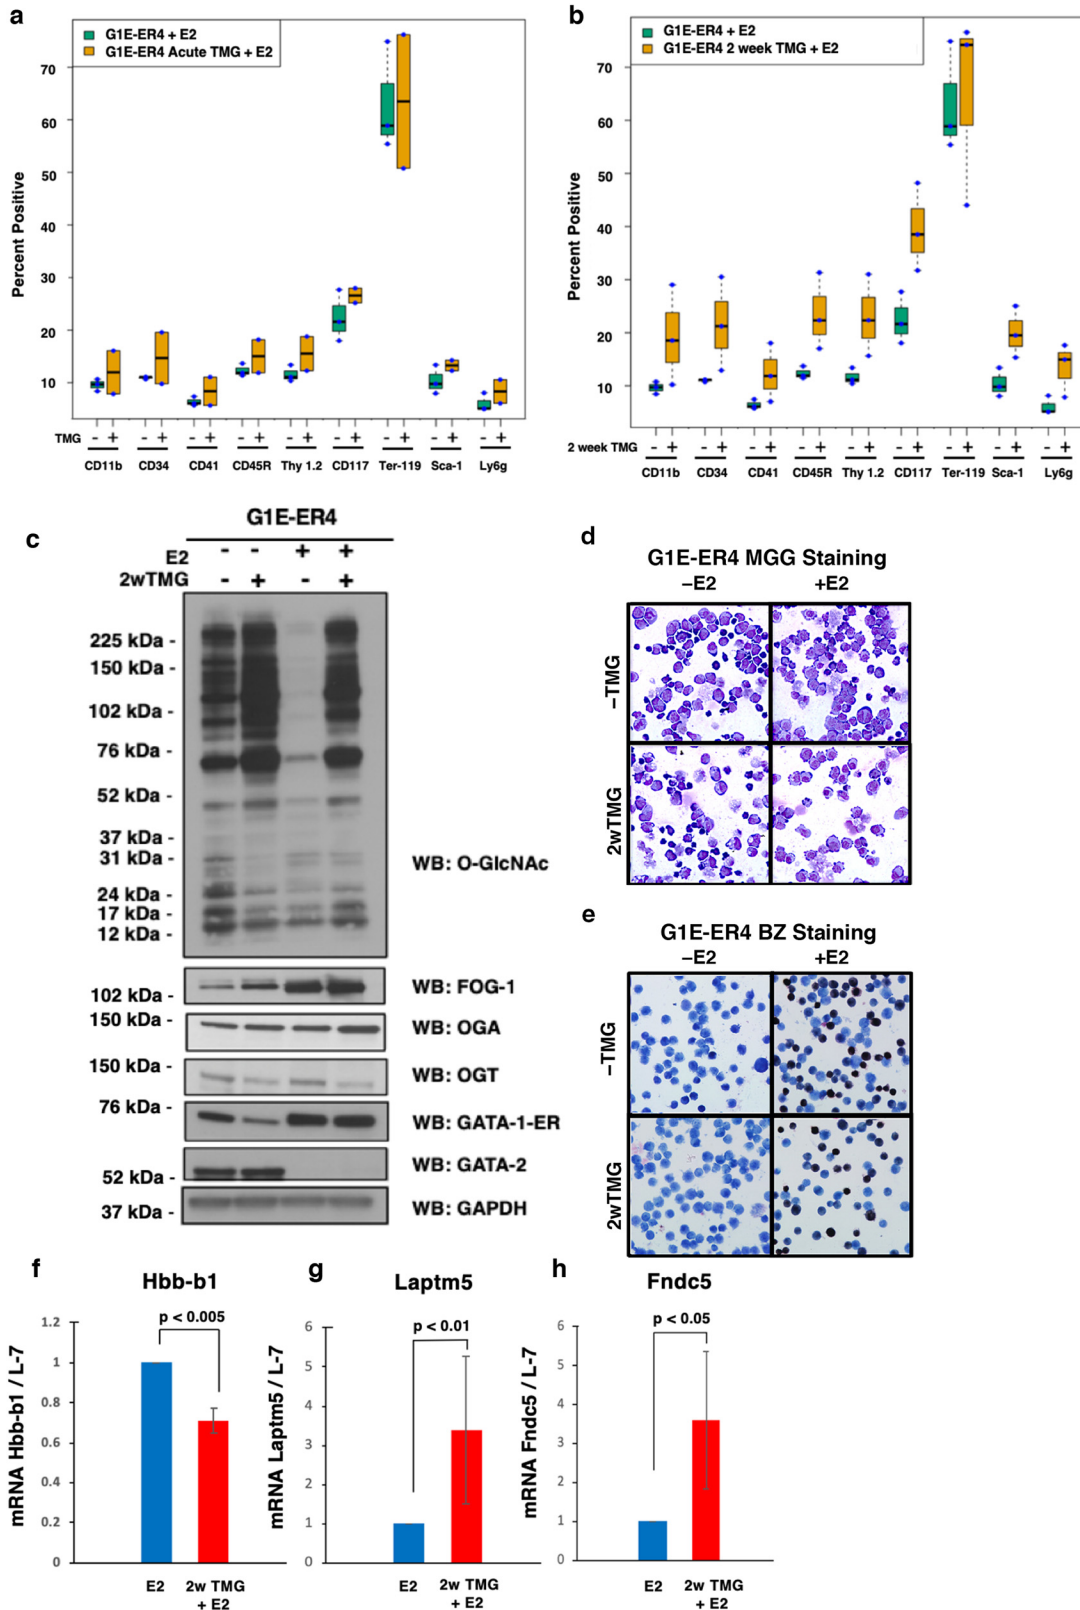 a
G1E-ER4 + E2
G1E-ER4 Acute TMG + E2
Percent Positive
70
60
50
40
30
20
10
TMG - + - + - + - + - + - + - + - + - +
CD11b CD34 CD41 CD45R Thy 1.2 CD117 Ter-119 Sca-1 Ly6g
b
G1E-ER4 + E2
G1E-ER4 2 week TMG + E2
Percent Positive
70
60
50
40
30
20
10
2 week TMG - + - + - + - + - + - + - + - + - +
CD11b CD34 CD41 CD45R Thy 1.2 CD117 Ter-119 Sca-1 Ly6g
c
G1E-ER4
E2 - - + +
2wTMG - + - +
225 kDa -
150 kDa -
102 kDa -
76 kDa -
52 kDa -
37 kDa -
31 kDa -
24 kDa -
17 kDa -
12 kDa -
WB: O-GlcNAc
102 kDa -
WB: FOG-1
150 kDa -
WB: OGA
150 kDa -
WB: OGT
76 kDa -
WB: GATA-1-ER
52 kDa -
WB: GATA-2
37 kDa -
WB: GAPDH
d
G1E-ER4 MGG Staining
–E2 +E2
–TMG
2wTMG
e
G1E-ER4 BZ Staining
–E2 +E2
–TMG
2wTMG
f
Hbb-b1
p < 0.005
mRNA Hbb-b1 / L-7
1.2
1
0.8
0.6
0.4
0.2
0
E2 2w TMG
+ E2
g
Laptm5
p < 0.01
mRNA Laptm5 / L-7
6
5
4
3
2
1
0
E2 2w TMG
+ E2
h
Fndc5
p < 0.05
mRNA Fndc5 / L-7
6
5
4
3
2
1
0
E2 2w TMG
+ E2